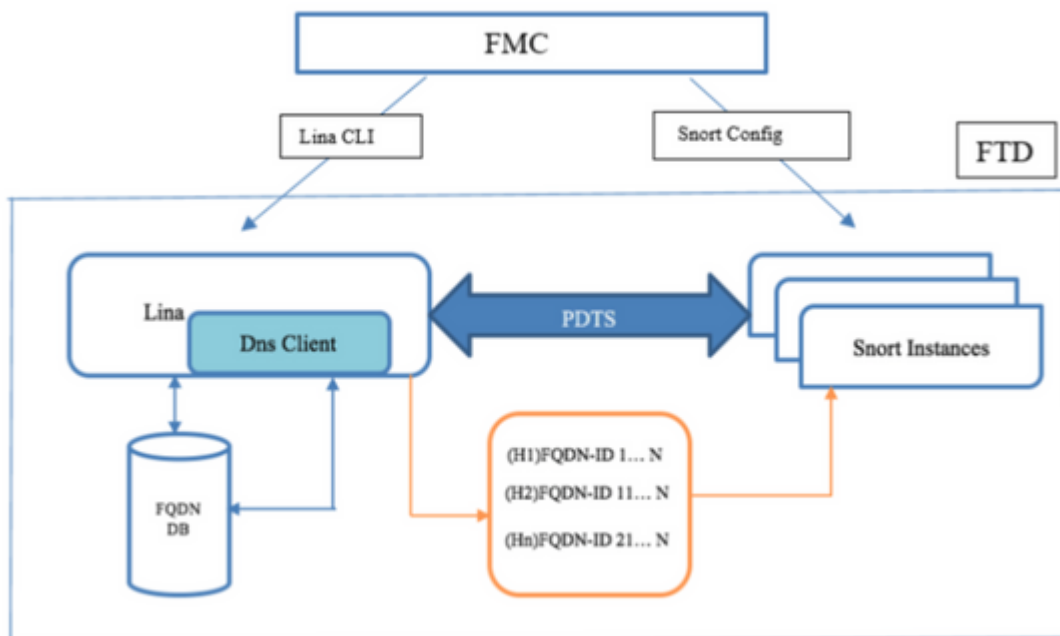 FMC
Lina CLI
Snort Config
FTD
Lina
Dns Client
PDTS
Snort Instances
FQDN
DB
(H1)FQDN-ID 1... N
(H2)FQDN-ID 11... N
(Hn)FQDN-ID 21... N